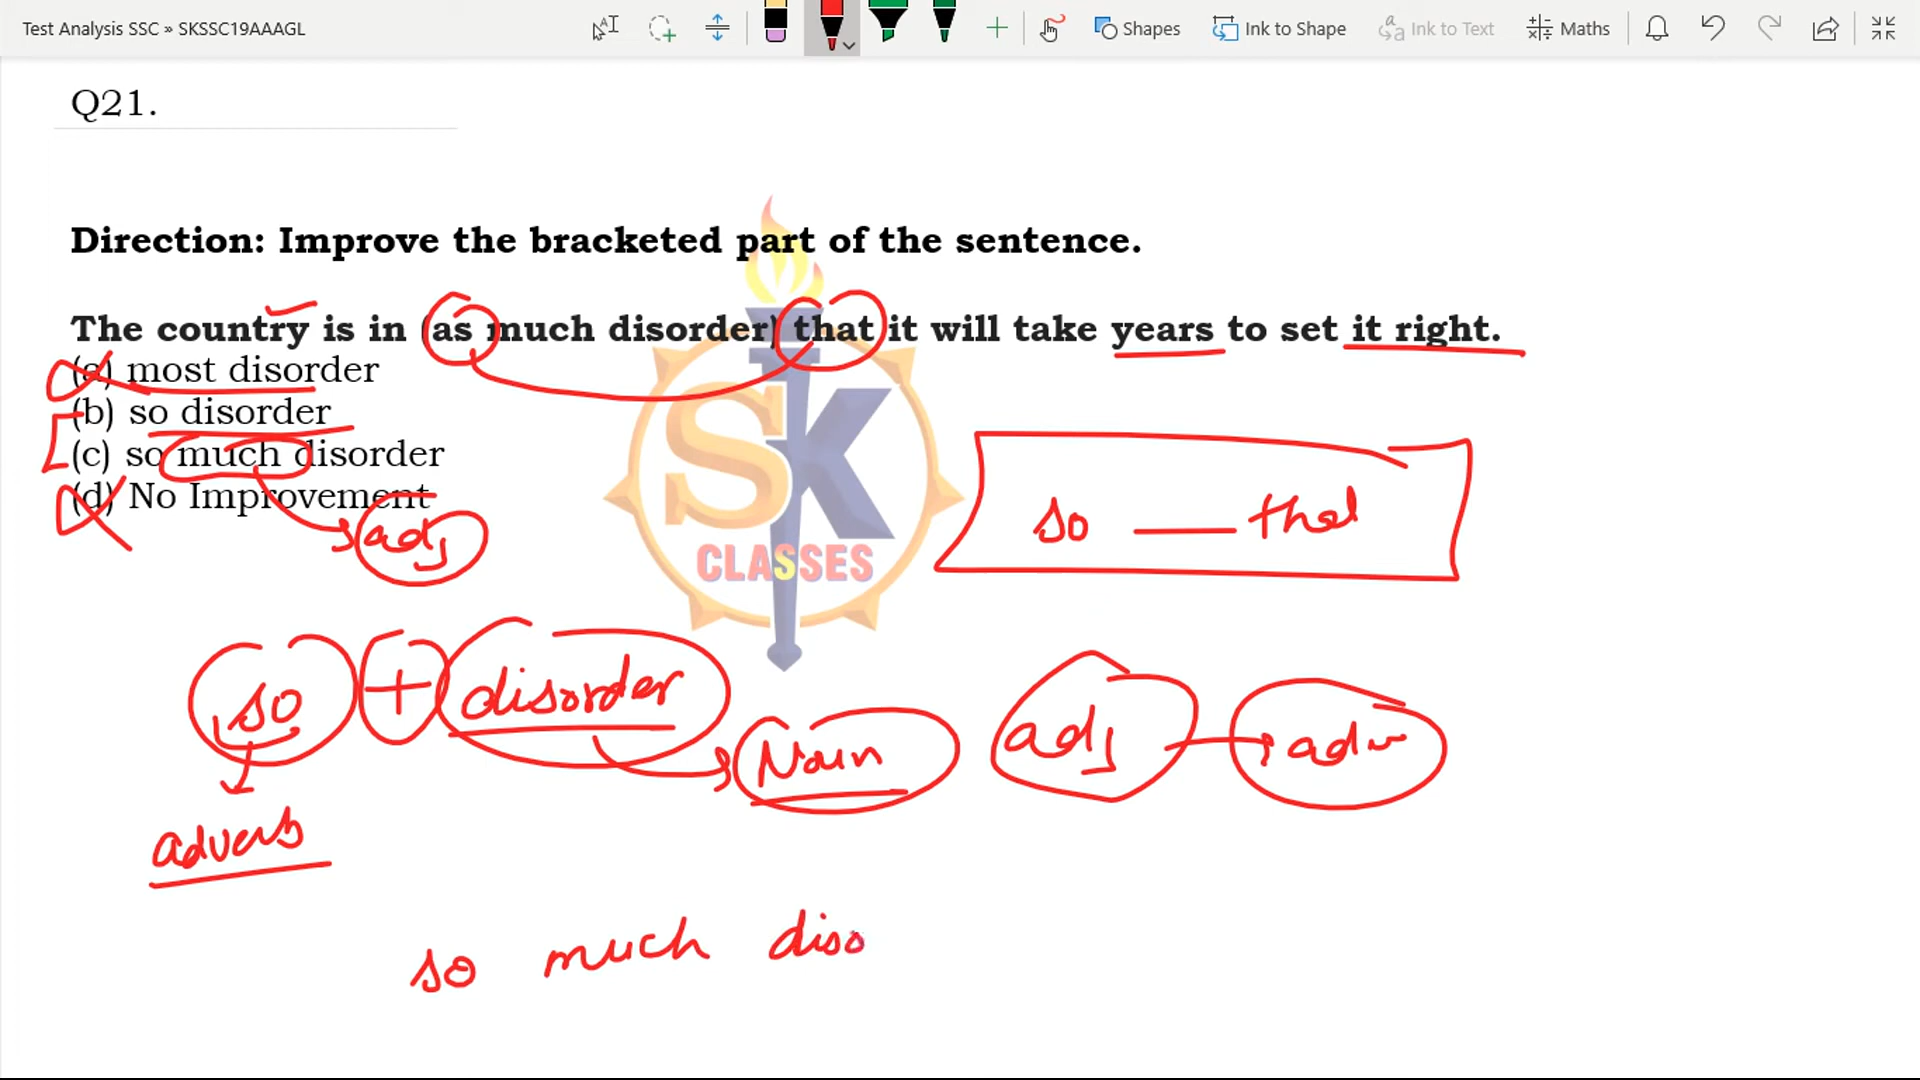 Test Analysis SSC » SKSSC19AAAGL
Shapes
Ink to Shape
Ink to Text
Maths
Q21.
Direction: Improve the bracketed part of the sentence.
The country is in (as much disorder) that it will take years to set it right.
(a) most disorder
(b) so disorder
(c) so much disorder
(d) No Improvement
adj
so that
SK
CLASSES
so + disorder
Noun
adj adv
adverb
so much diso